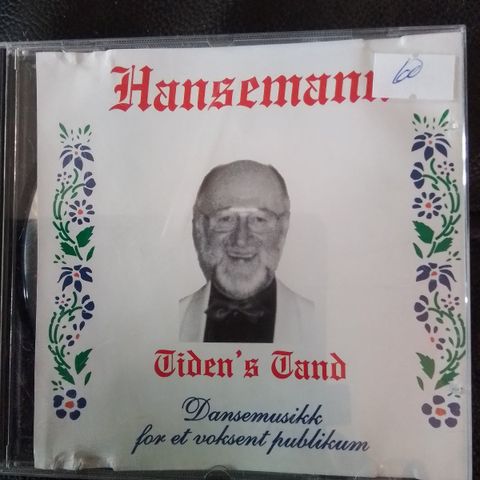 Hansemann
60
Tiden's Tand
Dansemusikk
for et voksent publikum